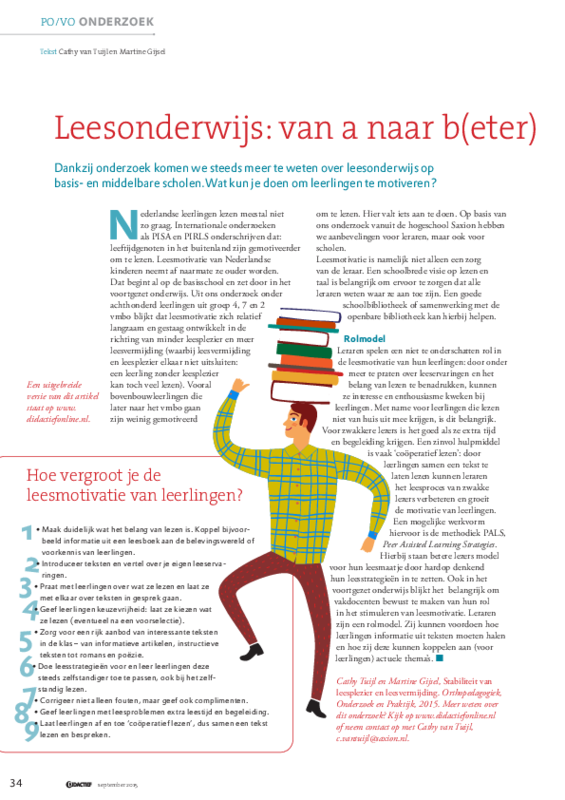 PO/VO ONDERZOEK
Tekst Cathy van Tuijl en Martine Gijsel
Leesonderwijs: van a naar b(eter)
Dankzij onderzoek komen we steeds meer te weten over leesonderwijs op
basis- en middelbare scholen. Wat kun je doen om leerlingen te motiveren?
Nederlandse leerlingen lezen meestal niet
zo graag. Internationale onderzoeken
als PISA en PIRLS onderschrijven dat:
leeftijdgenoten in het buitenland zijn gemotiveerder
om te lezen. Leesmotivatie van Nederlandse
kinderen neemt af naarmate ze ouder worden.
Dat begint al op de basisschool en zet door in het
voortgezet onderwijs. Uit ons onderzoek onder
achthonderd leerlingen uit groep 4, 7 en 2
vmbo blijkt dat leesmotivatie zich relatief
langzaam en gestaag ontwikkelt in de
richting van minder leesplezier en meer
leesvermijding (waarbij leesvermijding
en leesplezier elkaar niet uitsluiten:
een leerling zonder leesplezier
kan toch veel lezen). Vooral
bovenbouwleerlingen die
later naar het vmbo gaan
zijn weinig gemotiveerd
Een uitgebreide
versie van dit artikel
staat op www.
didactiefonline.nl.
om te lezen. Hier valt iets aan te doen. Op basis van
ons onderzoek vanuit de hogeschool Saxion hebben
we aanbevelingen voor leraren, maar ook voor
scholen.
Leesmotivatie is namelijk niet alleen een zorg
van de leraar. Een schoolbrede visie op lezen en
taal is belangrijk om ervoor te zorgen dat alle
leraren weten waar ze aan toe zijn. Een goede
schoolbibliotheek of samenwerking met de
openbare bibliotheek kan hierbij helpen.
Rolmodel
Leraren spelen een niet te onderschatten rol in
de leesmotivatie van hun leerlingen: door onder
meer te praten over leeservaringen en het
belang van lezen te benadrukken, kunnen
ze interesse en enthousiasme kweken bij
leerlingen. Met name voor leerlingen die lezen
niet van huis uit mee krijgen, is dit belangrijk.
Voor zwakkere lezers is het goed als ze extra tijd
en begeleiding krijgen. Een zinvol hulpmiddel
is vaak 'coöperatief lezen': door
leerlingen samen een tekst te
laten lezen kunnen leraren
het leesproces van zwakke
lezers verbeteren en groeit
de motivatie van leerlingen.
Een mogelijke werkvorm
hiervoor is de methodiek PALS,
Peer Assisted Learning Strategies.
Hierbij staan betere lezers model
voor hun leesmaatje door hardop denkend
hun leesstrategieën in te zetten. Ook in het
voortgezet onderwijs blijkt het belangrijk om
vakdocenten bewust te maken van hun rol
in het stimuleren van leesmotivatie. Leraren
zijn een rolmodel. Zij kunnen voordoen hoe
leerlingen informatie uit teksten moeten halen
en hoe zij deze kunnen koppelen aan (voor
leerlingen) actuele thema's.
Cathy Tuijl en Martine Gijsel, Stabiliteit van
leesplezier en leesvermijding. Orthopedagogiek,
Onderzoek en Praktijk, 2015. Meer weten over
dit onderzoek? Kijk op www.didactiefonline.nl
of neem contact op met Cathy van Tuijl,
c.vantuijl@saxion.nl.
Hoe vergroot je de
leesmotivatie van leerlingen?
1 • Maak duidelijk wat het belang van lezen is. Koppel bijvoor-
beeld informatie uit een leesboek aan de belevingswereld of
voorkennis van leerlingen.
2 • Introduceer teksten en vertel over je eigen leeserva-
ringen.
3 • Praat met leerlingen over wat ze lezen en laat ze
met elkaar over teksten in gesprek gaan.
4 • Geef leerlingen keuzevrijheid: laat ze kiezen wat
ze lezen (eventueel na een voorselectie).
5 • Zorg voor een rijk aanbod van interessante teksten
in de klas – van informatieve artikelen, instructieve
teksten tot romans en poëzie.
6 • Doe leesstrategieën voor en leer leerlingen deze
steeds zelfstandiger toe te passen, ook bij het zelf-
standig lezen.
7 • Corrigeer niet alleen fouten, maar geef ook complimenten.
8 • Geef leerlingen met leesproblemen extra leestijd en begeleiding.
9 • Laat leerlingen af en toe 'coöperatief lezen', dus samen een tekst
lezen en bespreken.
34 DIDACTIEF september 2015